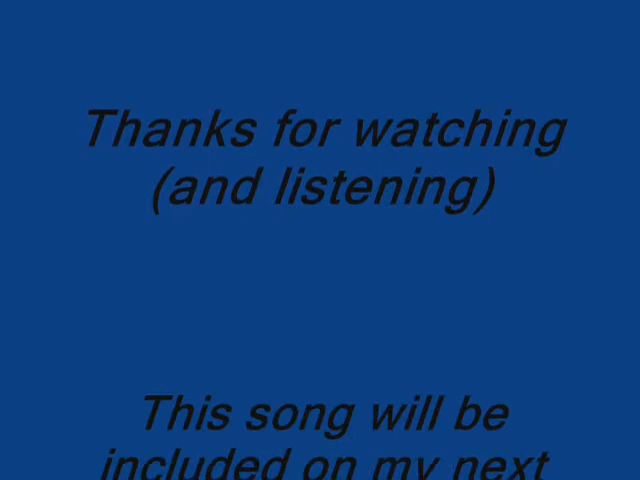 Thanks for watching
(and listening)
This song will be
included on my next